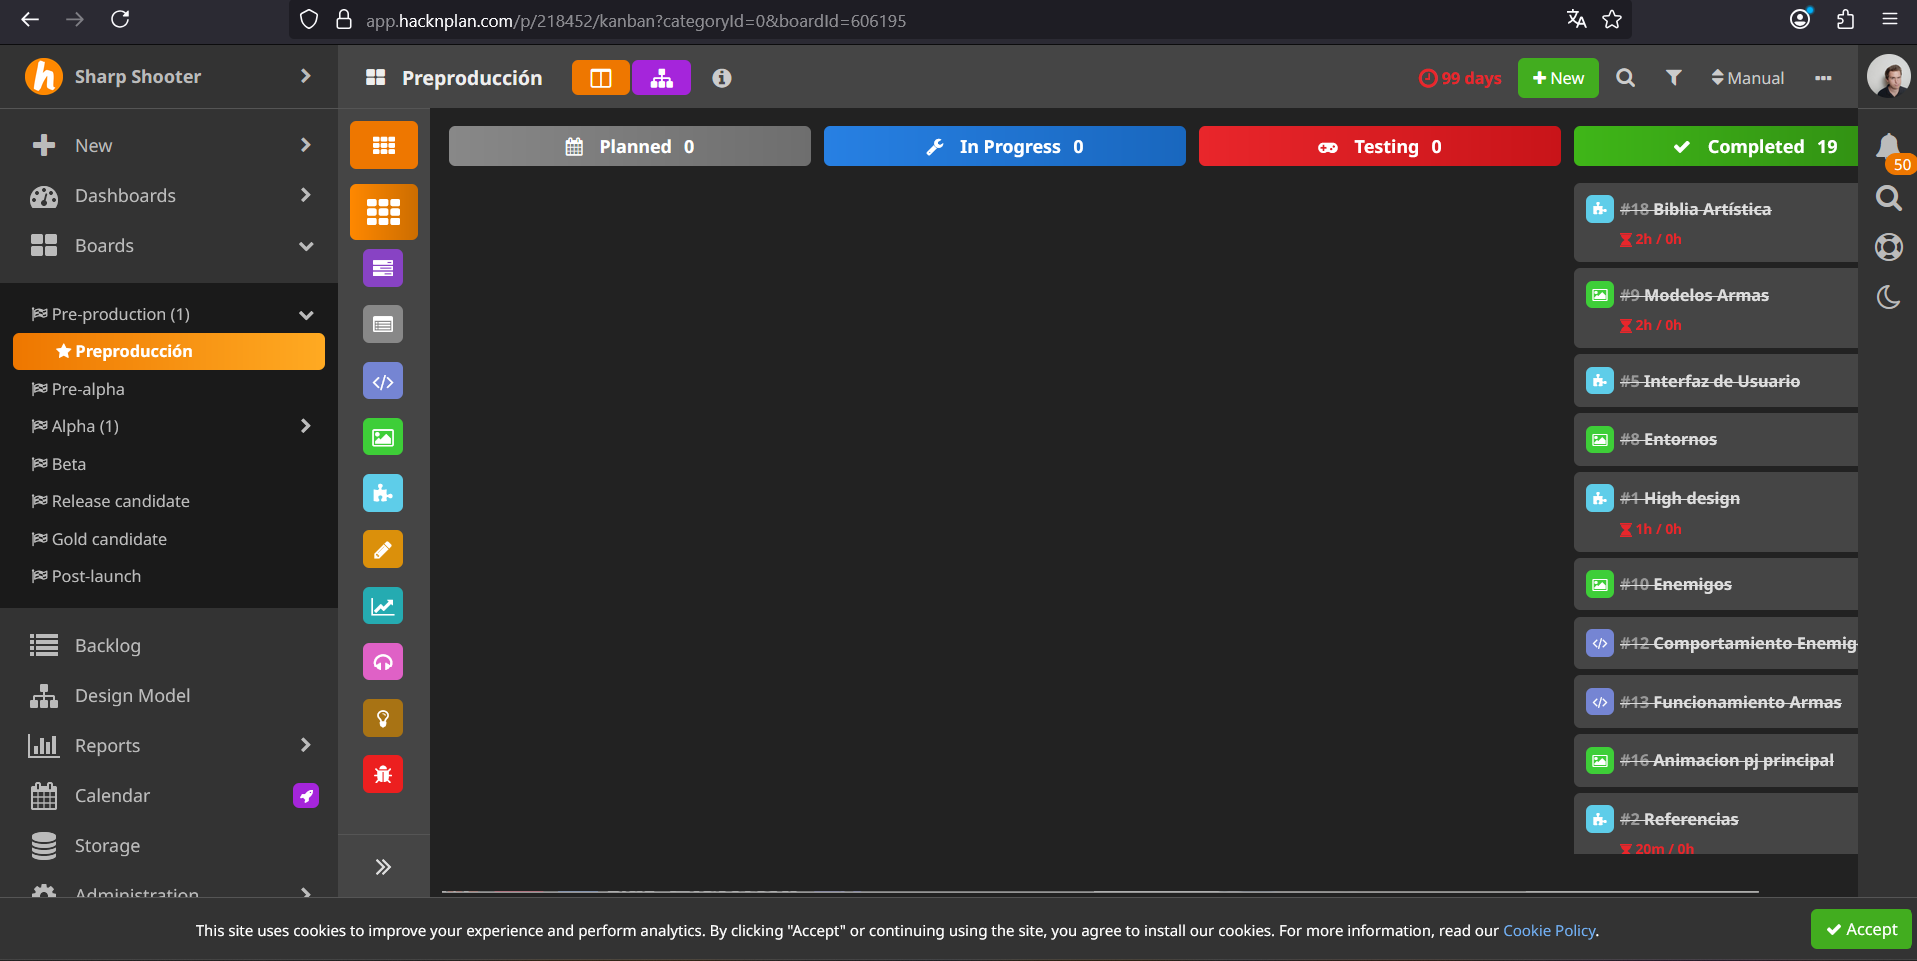 app.hacknplan.com/p/218452/kanban?categoryId=0&boardId=606195
Sharp Shooter
Preproducción
99 days
New
Manual
New
Dashboards
Boards
Pre-production (1)
Preproducción
Pre-alpha
Alpha (1)
Beta
Release candidate
Gold candidate
Post-launch
Backlog
Design Model
Reports
Calendar
Storage
Administration
Planned 0
In Progress 0
Testing 0
Completed 19
#18 Biblia Artística
2h / 0h
#9 Modelos Armas
2h / 0h
#5 Interfaz de Usuario
#8 Entornos
#1 High design
1h / 0h
#10 Enemigos
#12 Comportamiento Enemig
#13 Funcionamiento Armas
#16 Animacion pj principal
#2 Referencias
20m / 0h
50
This site uses cookies to improve your experience and perform analytics. By clicking "Accept" or continuing using the site, you agree to install our cookies. For more information, read our Cookie Policy.
Accept